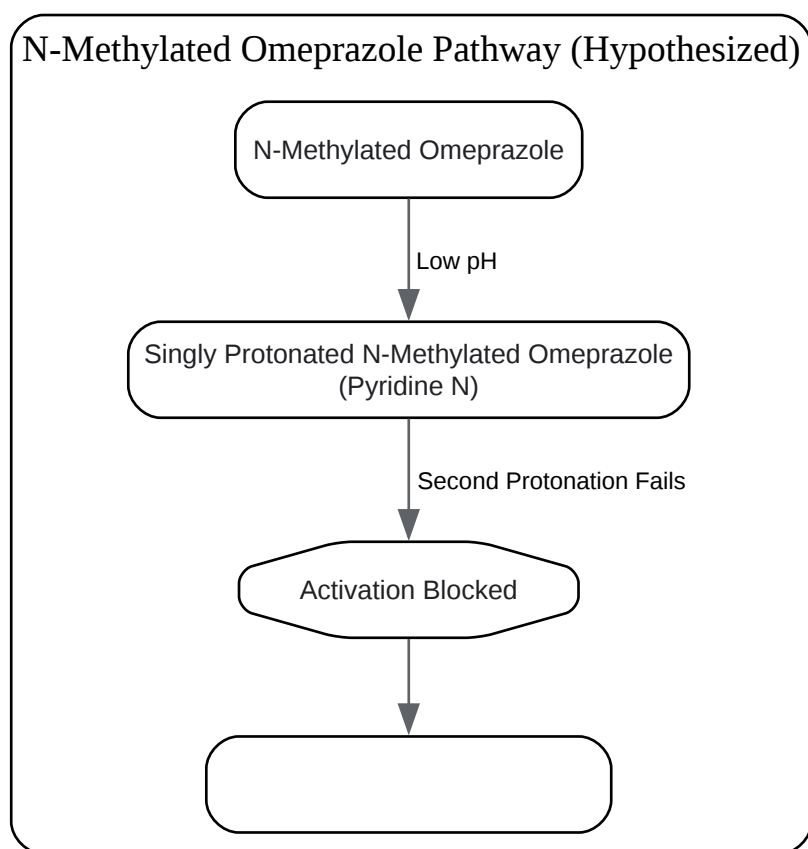 N-Methylated Omeprazole Pathway (Hypothesized)
N-Methylated Omeprazole
Low pH
Singly Protonated N-Methylated Omeprazole
(Pyridine N)
Second Protonation Fails
Activation Blocked